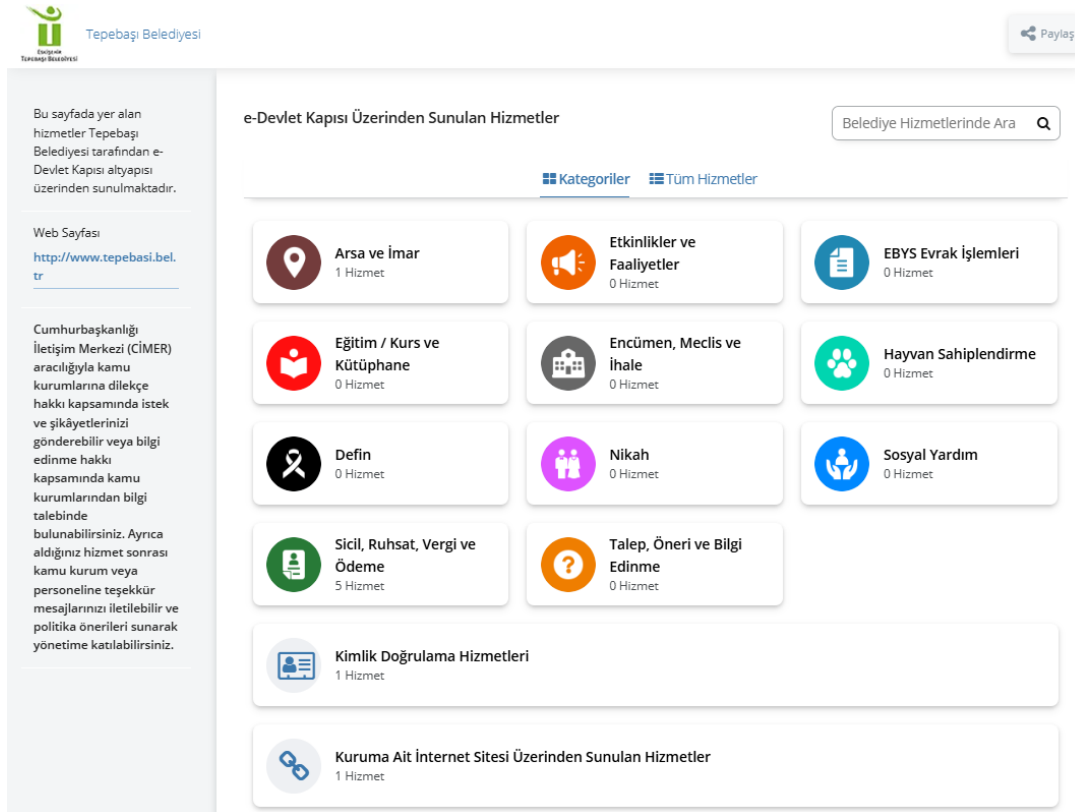 ESKİŞEHİR
TEPEBAŞI BELEDİYESİ
Tepebaşı Belediyesi
Paylaş
Bu sayfada yer alan
hizmetler Tepebaşı
Belediyesi tarafından e-
Devlet Kapısı altyapısı
üzerinden sunulmaktadır.
Web Sayfası
http://www.tepebasi.bel.
tr
Cumhurbaşkanlığı
İletişim Merkezi (CİMER)
aracılığıyla kamu
kurumlarına dilekçe
hakkı kapsamında istek
ve şikâyetlerinizi
gönderebilir veya bilgi
edinme hakkı
kapsamında kamu
kurumlarından bilgi
talebinde
bulunabilirsiniz. Ayrıca
aldığınız hizmet sonrası
kamu kurum veya
personeline teşekkür
mesajlarınızı iletilebilir ve
politika önerileri sunarak
yönetime katılabilirsiniz.
e-Devlet Kapısı Üzerinden Sunulan Hizmetler
Belediye Hizmetlerinde Ara
Kategoriler
Tüm Hizmetler
Arsa ve İmar
1 Hizmet
Etkinlikler ve
Faaliyetler
0 Hizmet
EBYS Evrak İşlemleri
0 Hizmet
Eğitim / Kurs ve
Kütüphane
0 Hizmet
Encümen, Meclis ve
İhale
0 Hizmet
Hayvan Sahiplendirme
0 Hizmet
Defin
0 Hizmet
Nikah
0 Hizmet
Sosyal Yardım
0 Hizmet
Sicil, Ruhsat, Vergi ve
Ödeme
5 Hizmet
Talep, Öneri ve Bilgi
Edinme
0 Hizmet
Kimlik Doğrulama Hizmetleri
1 Hizmet
Kuruma Ait İnternet Sitesi Üzerinden Sunulan Hizmetler
1 Hizmet